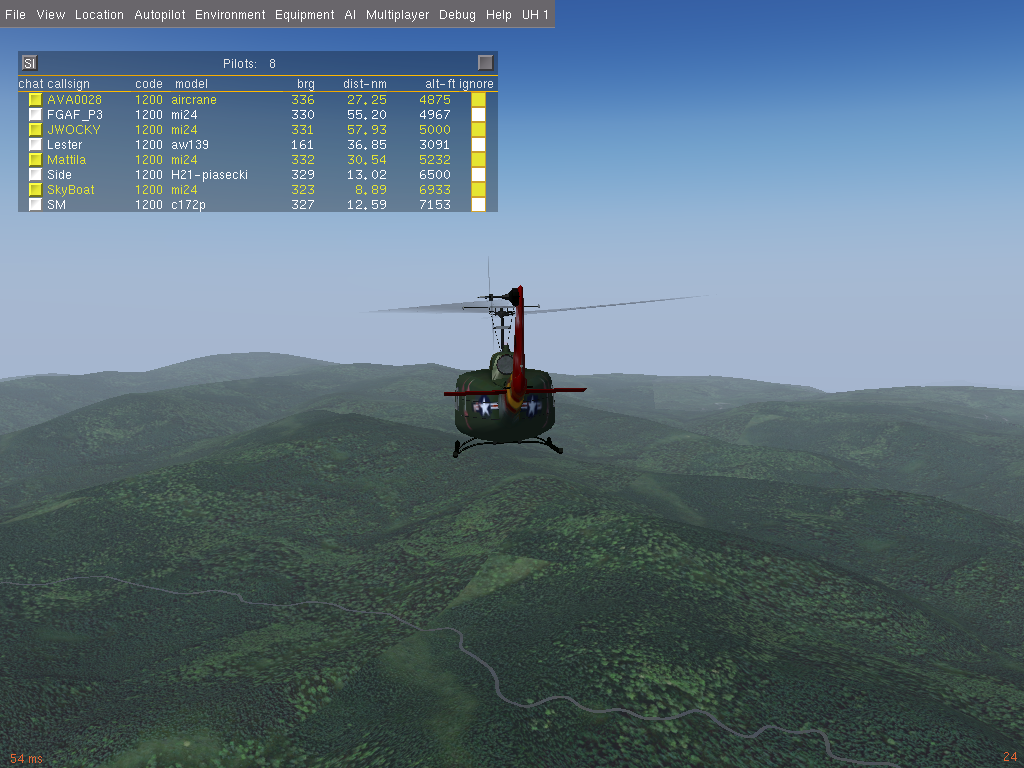 File View Location Autopilot Environment Equipment AI Multiplayer Debug Help UH 1
SI Pilots: 8
chat callsign code model brg dist-nm alt-ft ignore
AVA0028 1200 aircrane 336 27.25 4875
FGAF_P3 1200 mi24 330 55.20 4967
JWOCKY 1200 mi24 331 57.93 5000
Lester 1200 aw139 161 36.85 3091
Mattila 1200 mi24 332 30.54 5232
Side 1200 H21-piasecki 329 13.02 6500
SkyBoat 1200 mi24 323 8.89 6933
SM 1200 c172p 327 12.59 7153
54 ms 24